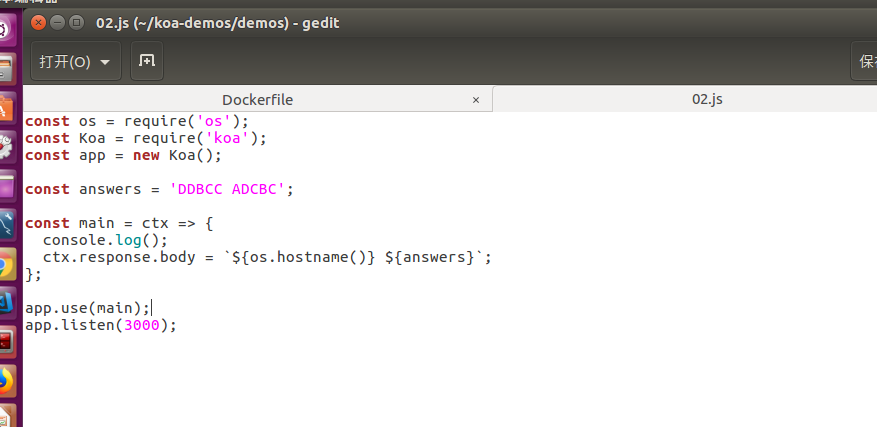 02.js (~/koa-demos/demos) - gedit
打开(O)
Dockerfile ×
02.js
const os = require('os');
const Koa = require('koa');
const app = new Koa();
const answers = 'DDBCC ADCBC';
const main = ctx => {
  console.log();
  ctx.response.body = `${os.hostname()} ${answers}`;
};
app.use(main);
app.listen(3000);